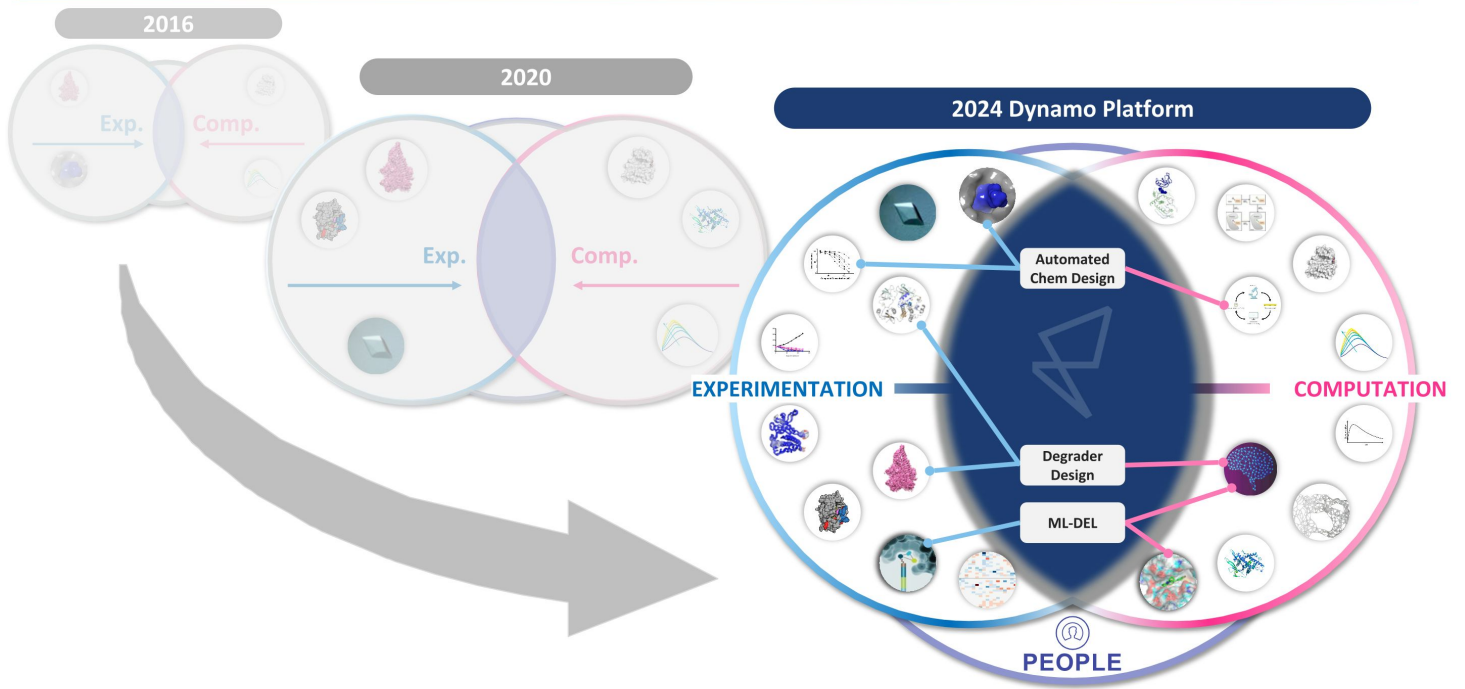 2016
2020
2024 Dynamo Platform
Exp.
Comp.
Exp.
Comp.
Automated
Chem Design
EXPERIMENTATION
COMPUTATION
Degrader
Design
ML-DEL
PEOPLE